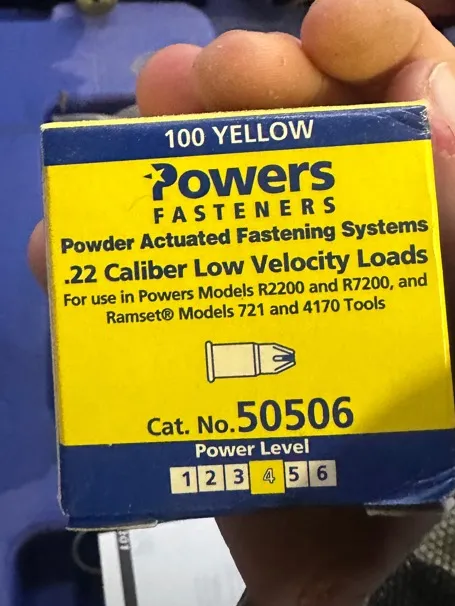 100 YELLOW
Powers
FASTENERS
Powder Actuated Fastening Systems
.22 Caliber Low Velocity Loads
For use in Powers Models R2200 and R7200, and
Ramset® Models 721 and 4170 Tools
Cat. No.50506
Power Level
1 2 3 4 5 6